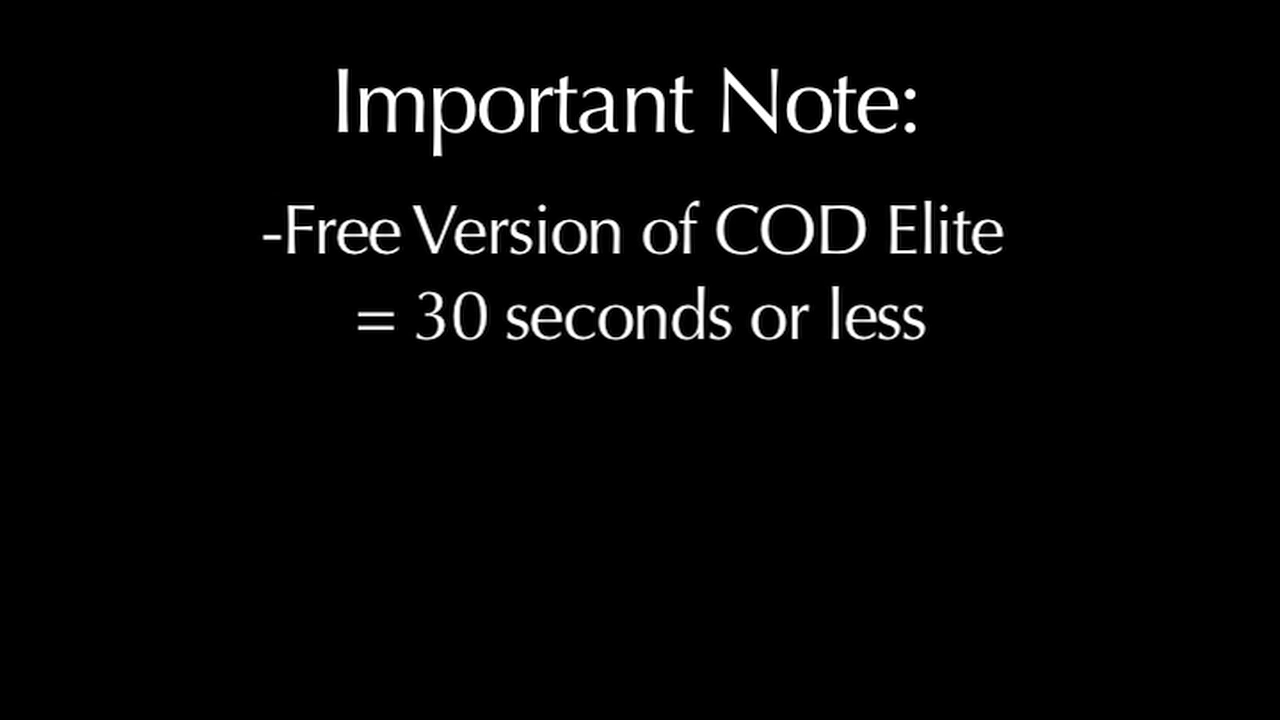 Important Note:
-Free Version of COD Elite
= 30 seconds or less